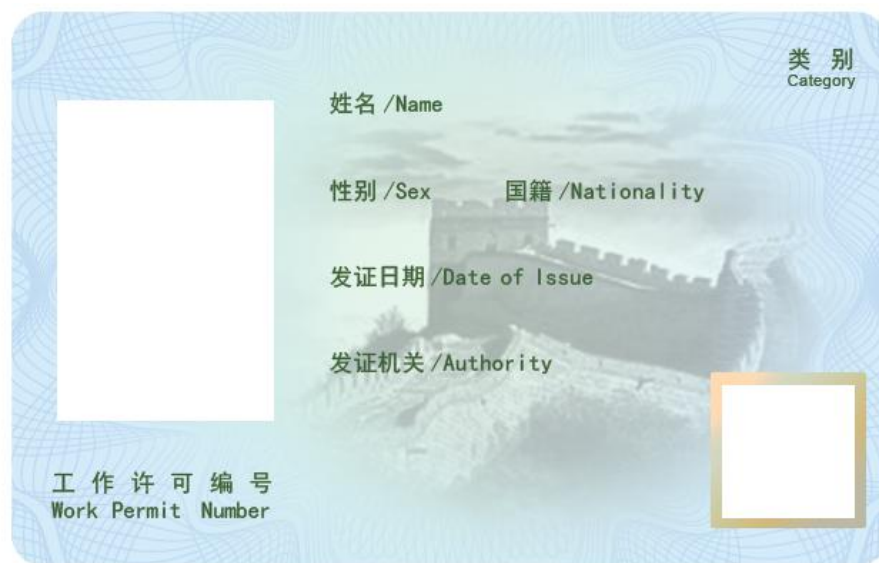 类 别
Category
姓名 /Name
性别 /Sex 国籍 /Nationality
发证日期 /Date of Issue
发证机关 /Authority
工 作 许 可 编 号
Work Permit Number